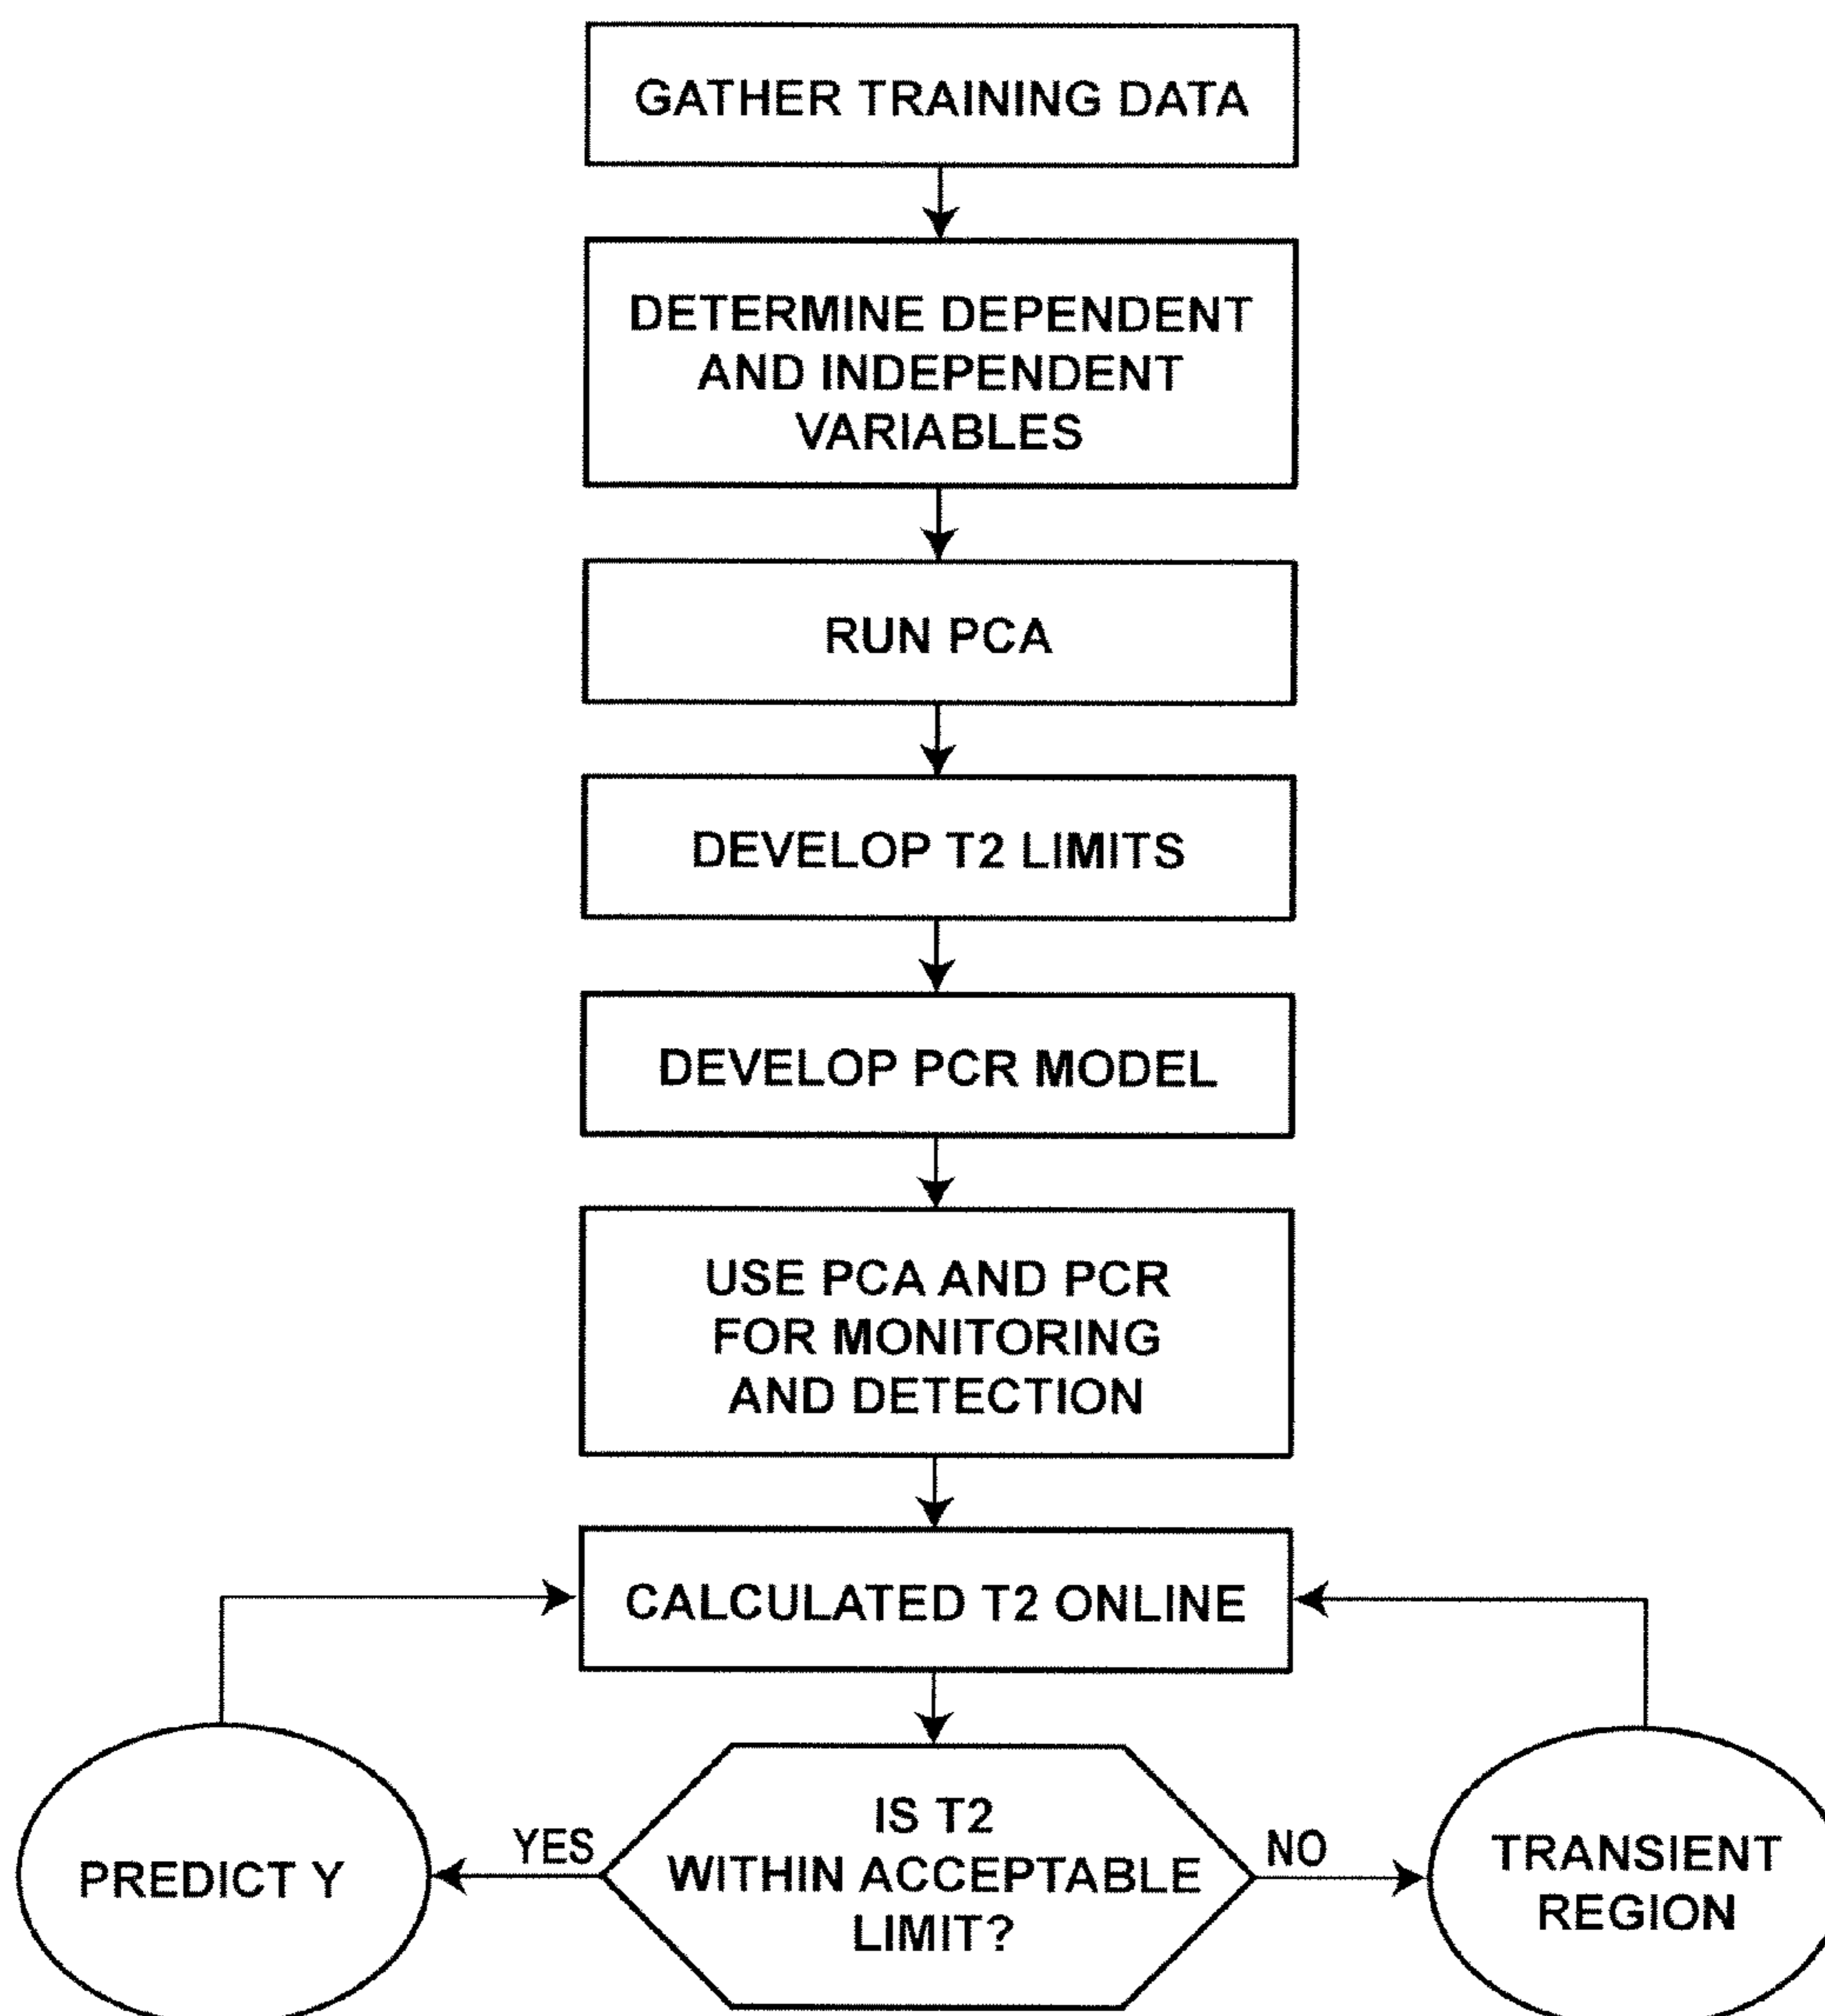 GATHER TRAINING DATA
DETERMINE DEPENDENT
AND INDEPENDENT
VARIABLES
RUN PCA
DEVELOP T2 LIMITS
DEVELOP PCR MODEL
USE PCA AND PCR
FOR MONITORING
AND DETECTION
CALCULATED T2 ONLINE
IS T2
WITHIN ACCEPTABLE
LIMIT?
YES
PREDICT Y
NO
TRANSIENT
REGION